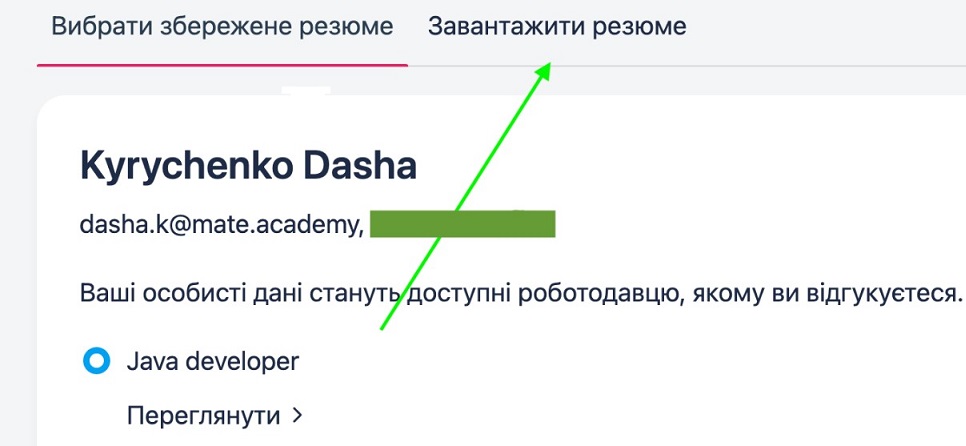 Вибрати збережене резюме Завантажити резюме
Kyrychenko Dasha
dasha.k@mate.academy,
Ваші особисті дані стануть доступні роботодавцю, якому ви відгукуєтеся.
Java developer
Переглянути >